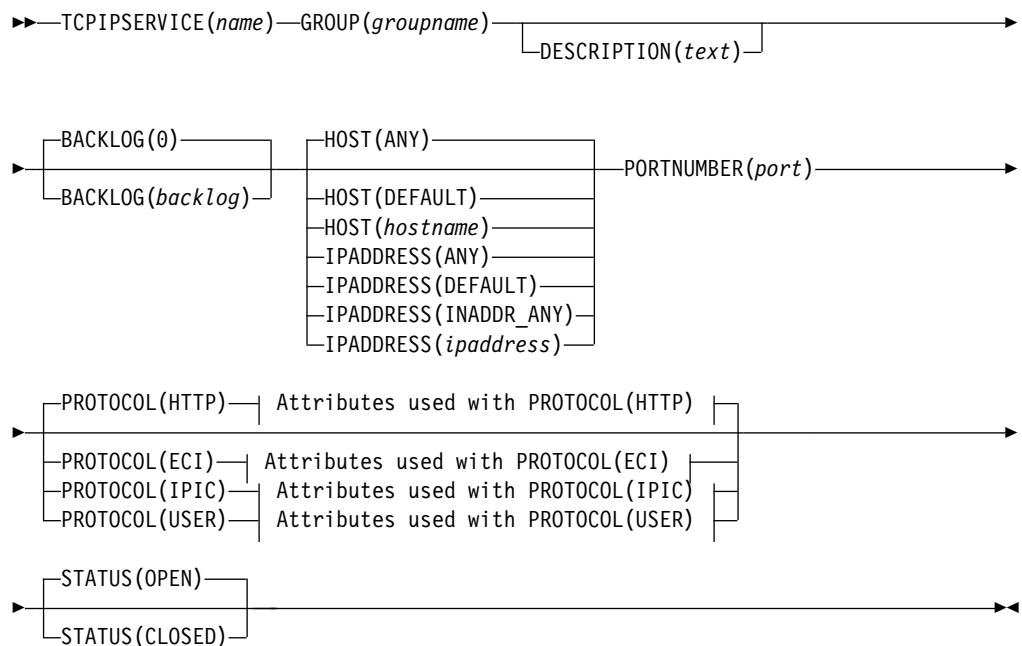 TCPIPSERVICE(name) GROUP(groupname)
DESCRIPTION(text)
BACKLOG(0) HOST(ANY)
PORTNUMBER(port)
BACKLOG(backlog) HOST(DEFAULT)
HOST(hostname)
IPADDRESS(ANY)
IPADDRESS(DEFAULT)
IPADDRESS(INADDR_ANY)
IPADDRESS(ipaddress)
PROTOCOL(HTTP) Attributes used with PROTOCOL(HTTP)
PROTOCOL(ECI) Attributes used with PROTOCOL(ECI)
PROTOCOL(IPIC) Attributes used with PROTOCOL(IPIC)
PROTOCOL(USER) Attributes used with PROTOCOL(USER)
STATUS(OPEN)
STATUS(CLOSED)